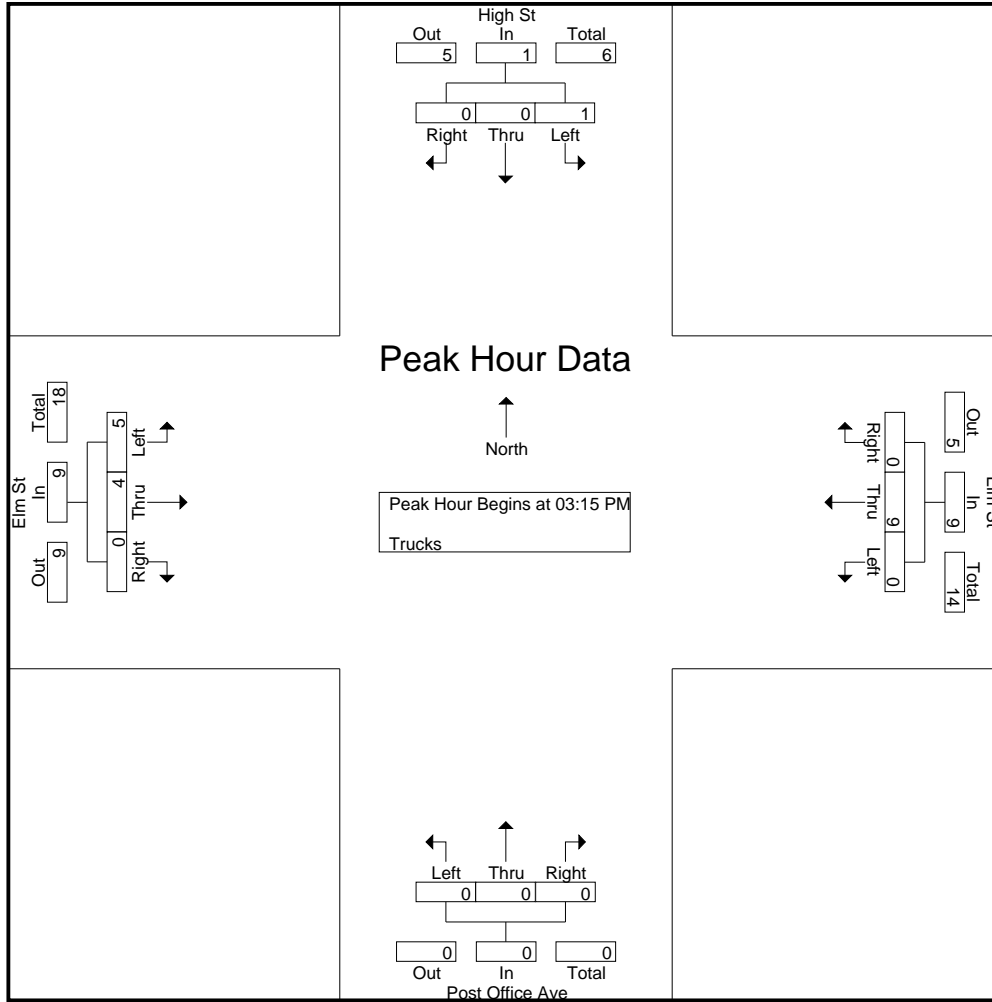 High St
Out In Total
5 1 6
0 0 1
Right Thru Left
Peak Hour Data
North
Peak Hour Begins at 03:15 PM
Trucks
Elm St
Total In Out
18 9 9
5 4 0
Left Thru Right
Elm St
Out In Total
5 9 14
0 9 0
Right Thru Left
Left Thru Right
0 0 0
0 0 0
Out In Total
Post Office Ave